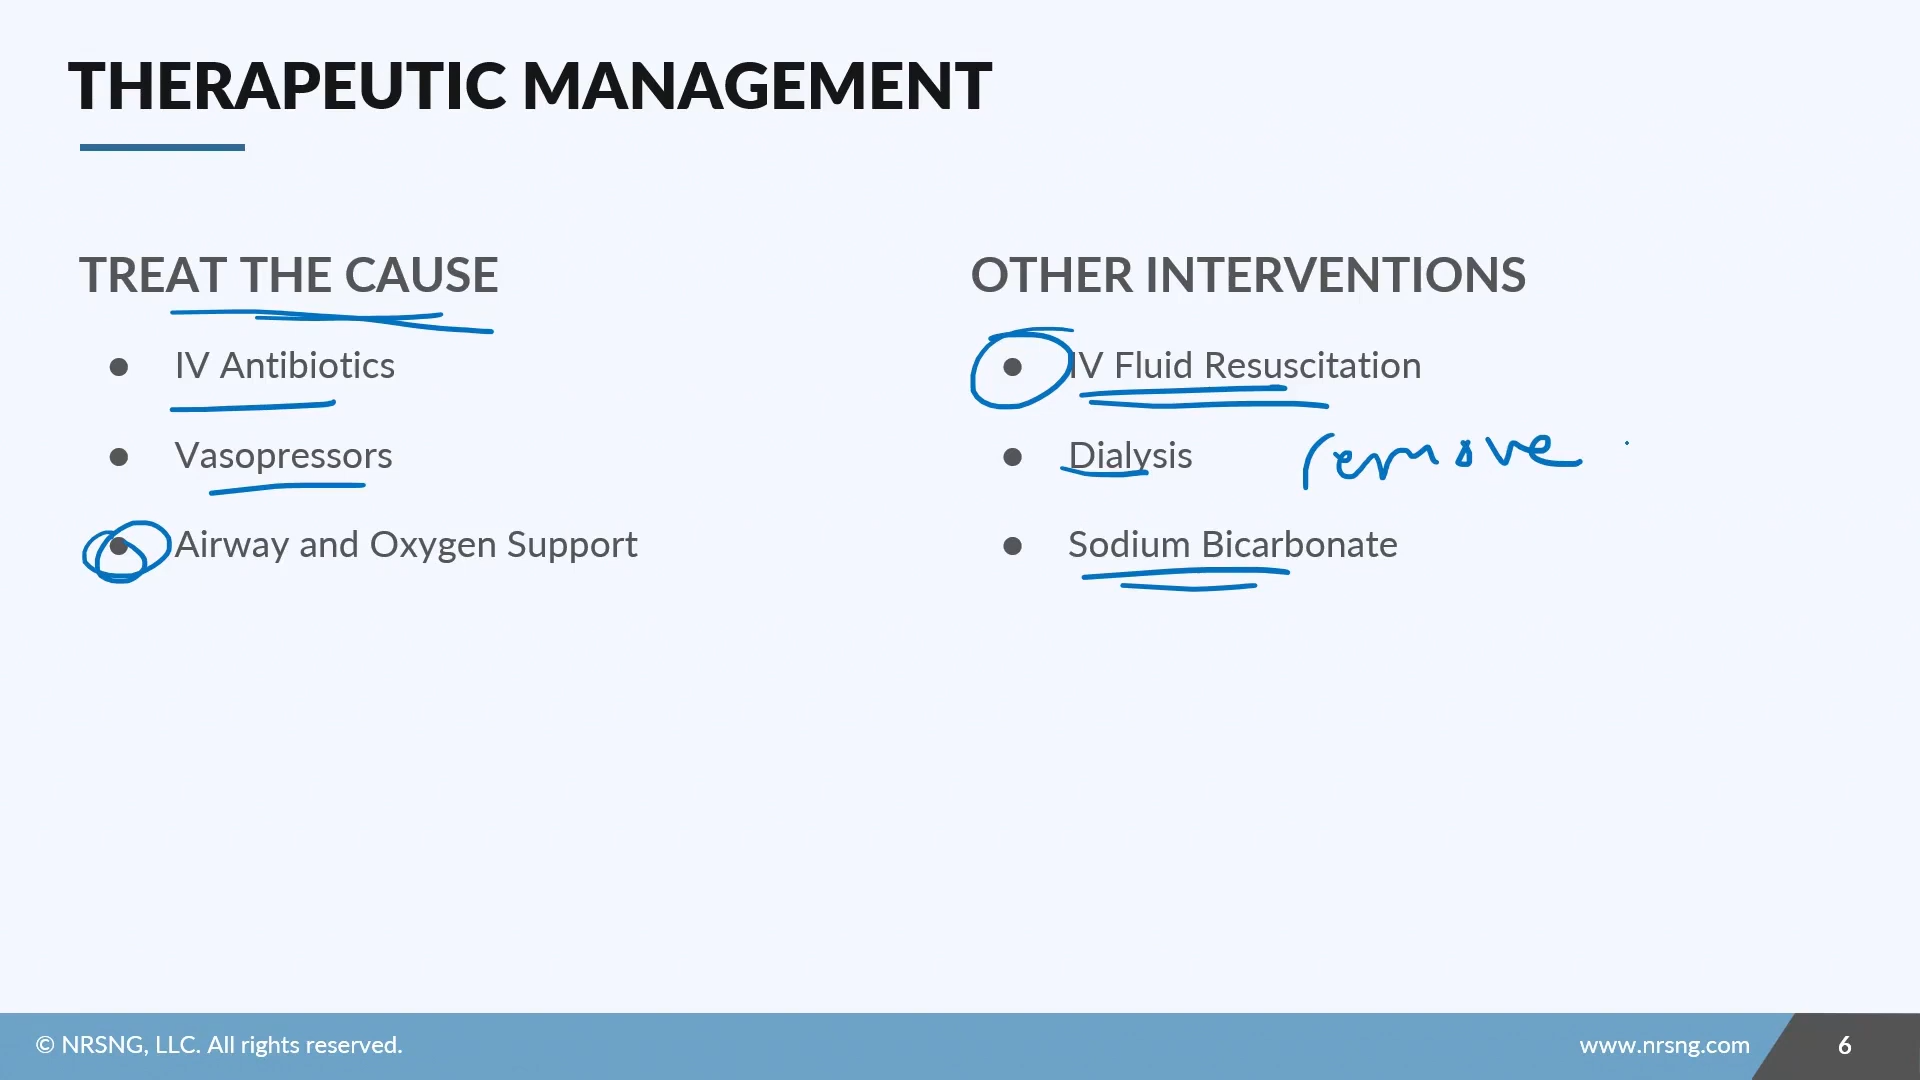 THERAPEUTIC MANAGEMENT
TREAT THE CAUSE
● IV Antibiotics
● Vasopressors
● Airway and Oxygen Support
OTHER INTERVENTIONS
● IV Fluid Resuscitation
● Dialysis remove
● Sodium Bicarbonate
© NRSNG, LLC. All rights reserved.
www.nrsng.com
6